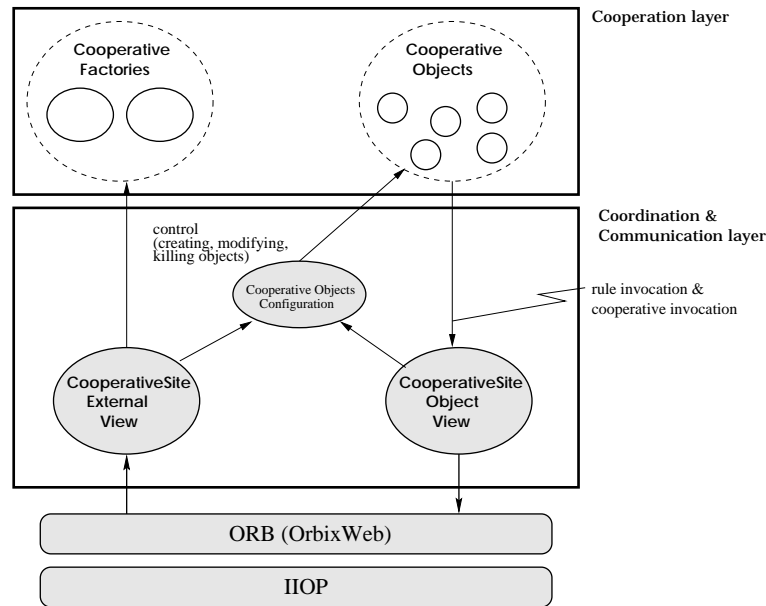 Cooperation layer
Cooperative
Factories
Cooperative
Objects
Coordination &
Communication layer
control
(creating, modifying,
killing objects)
Cooperative Objects
Configuration
rule invocation &
cooperative invocation
CooperativeSite
External
View
CooperativeSite
Object
View
ORB (OrbixWeb)
IIOP